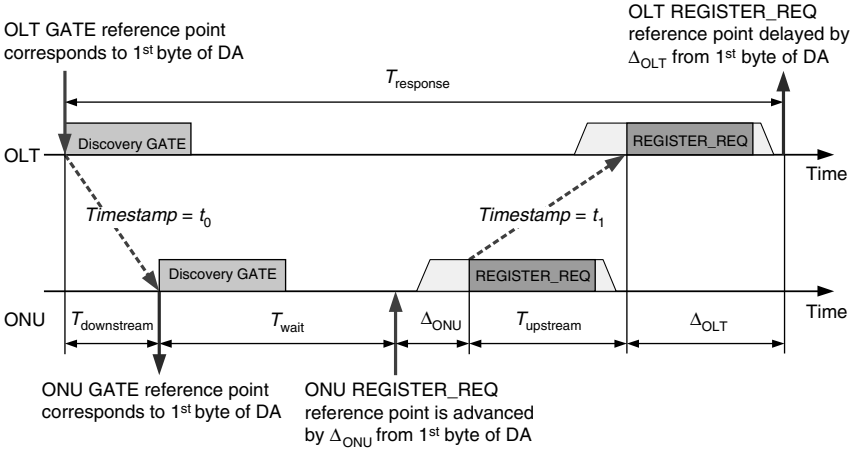 OLT GATE reference point
corresponds to 1st byte of DA
OLT REGISTER_REQ
reference point delayed by
ΔOLT from 1st byte of DA
Tresponse
Discovery GATE
REGISTER_REQ
OLT
Time
Timestamp = t0
Timestamp = t1
Discovery GATE
REGISTER_REQ
ONU
Time
Tdownstream
Twait
ΔONU
Tupstream
ΔOLT
ONU GATE reference point
corresponds to 1st byte of DA
ONU REGISTER_REQ
reference point is advanced
by ΔONU from 1st byte of DA